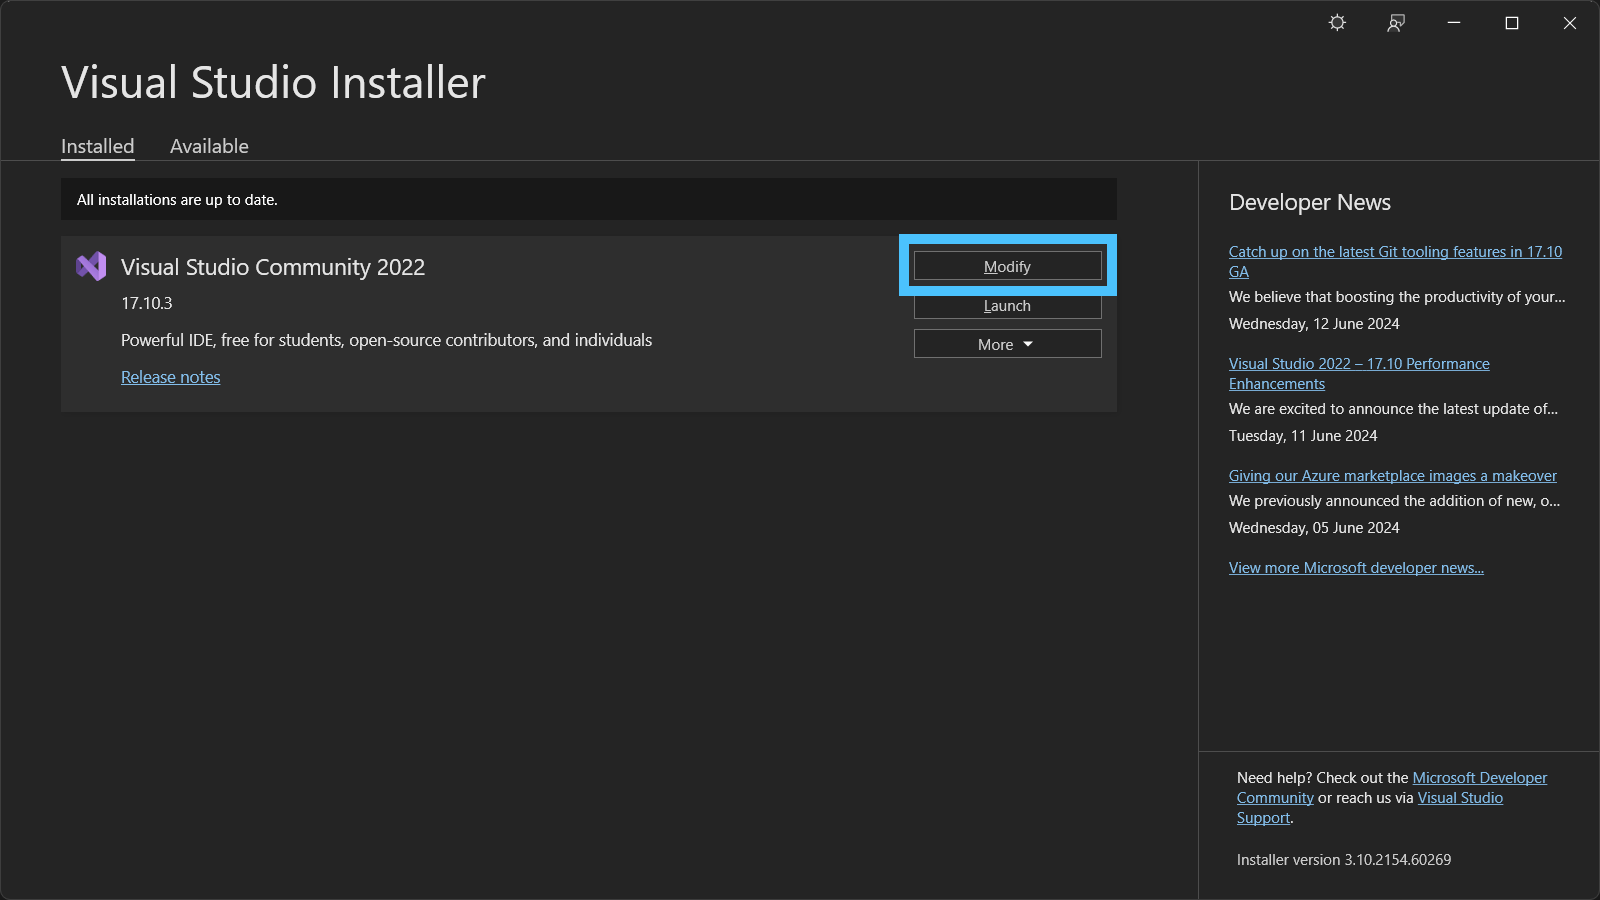 Visual Studio Installer
Installed
Available
All installations are up to date.
Visual Studio Community 2022
17.10.3
Powerful IDE, free for students, open-source contributors, and individuals
Release notes
Modify
Launch
More
Developer News
Catch up on the latest Git tooling features in 17.10
GA
We believe that boosting the productivity of your...
Wednesday, 12 June 2024
Visual Studio 2022 – 17.10 Performance
Enhancements
We are excited to announce the latest update of...
Tuesday, 11 June 2024
Giving our Azure marketplace images a makeover
We previously announced the addition of new, o...
Wednesday, 05 June 2024
View more Microsoft developer news...
Need help? Check out the Microsoft Developer
Community or reach us via Visual Studio
Support.
Installer version 3.10.2154.60269